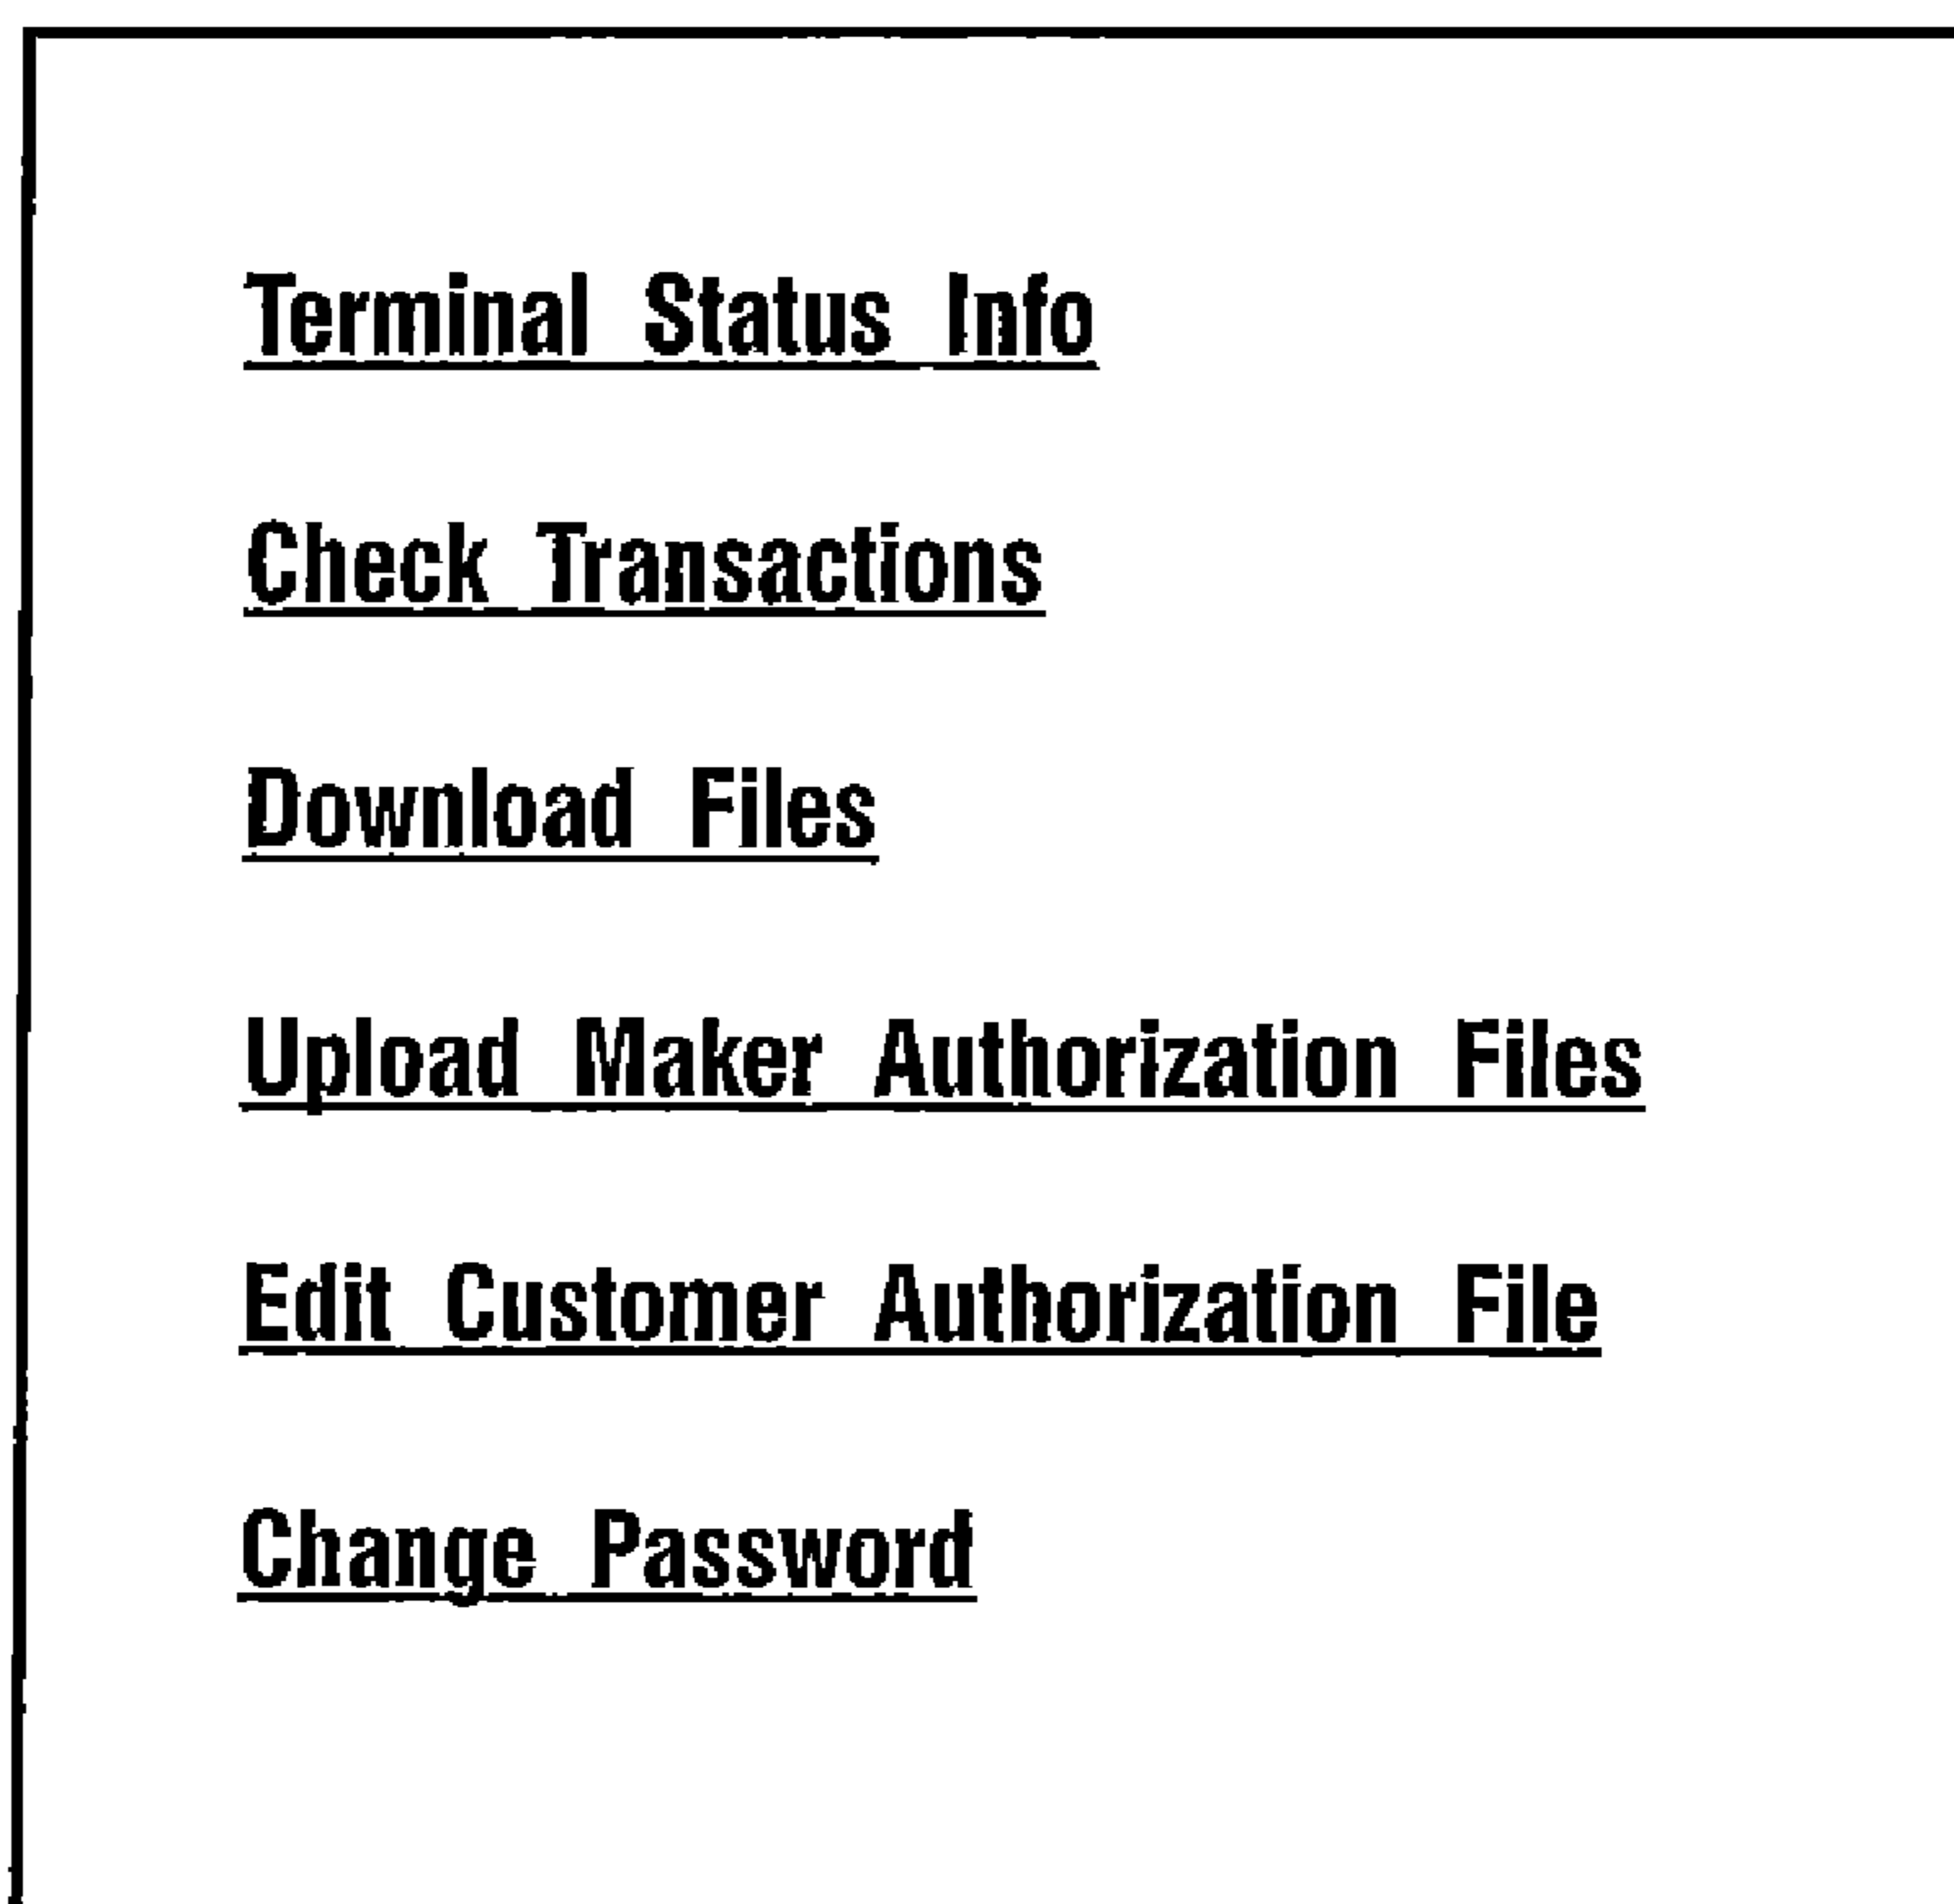 Terminal Status Info
Check Transactions
Download Files
Upload Maker Authorization Files
Edit Customer Authorization File
Change Password